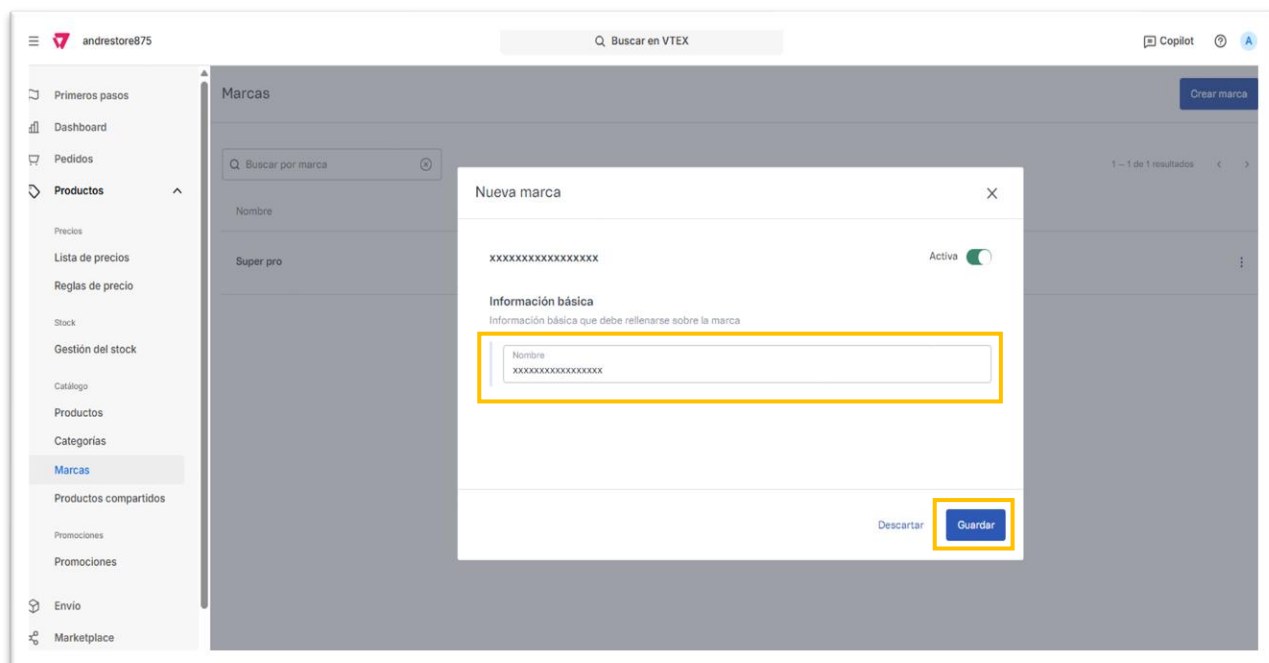 andrestore875
Buscar en VTEX
Copilot
A
Primeros pasos
Dashboard
Pedidos
Productos
Precios
Lista de precios
Reglas de precio
Stock
Gestión del stock
Catálogo
Productos
Categorías
Marcas
Productos compartidos
Promociones
Promociones
Envío
Marketplace
Marcas
Crear marca
Buscar por marca
1 – 1 de 1 resultados
Nombre
Super pro
Nueva marca
xxxxxxxxxxxxxxxxx
Activa
Información básica
Información básica que debe rellenarse sobre la marca
Nombre
xxxxxxxxxxxxxxxxx
Descartar
Guardar